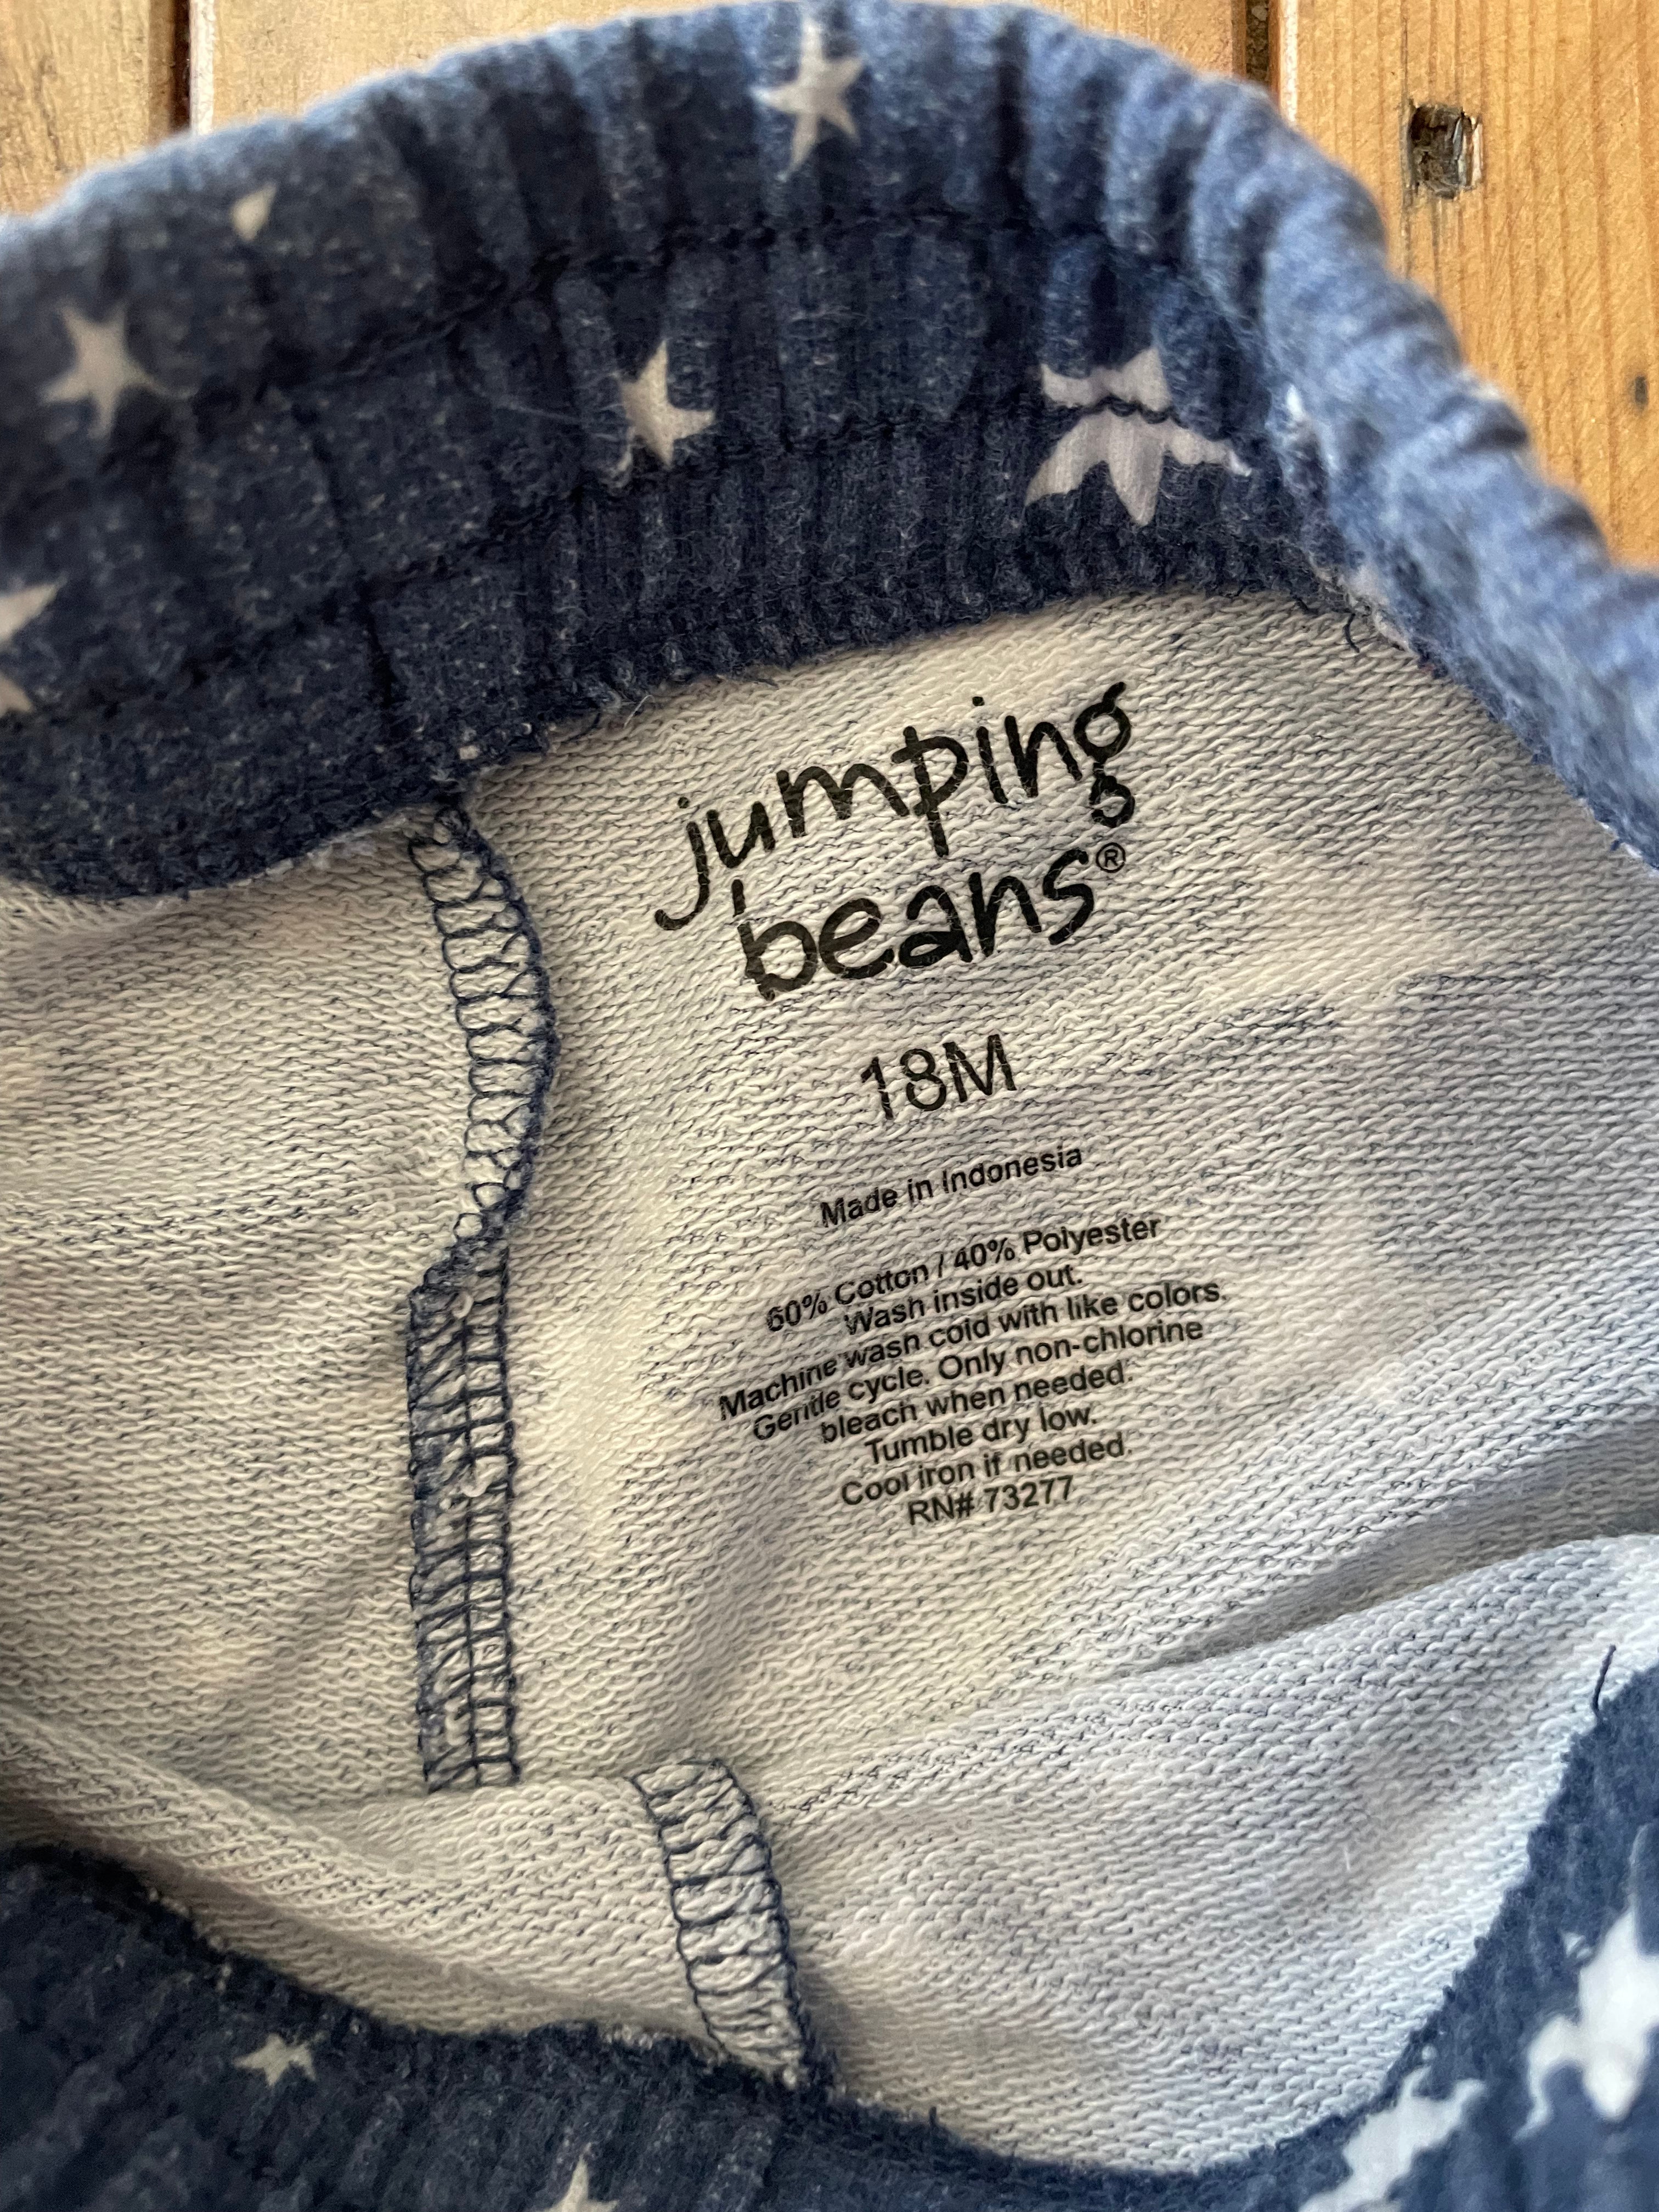 jumping
beans®
18M
Made in Indonesia
60% Cotton / 40% Polyester
Wash inside out.
Machine wash cold with like colors.
Gentle cycle. Only non-chlorine
bleach when needed.
Tumble dry low.
Cool iron if needed.
RN# 73277